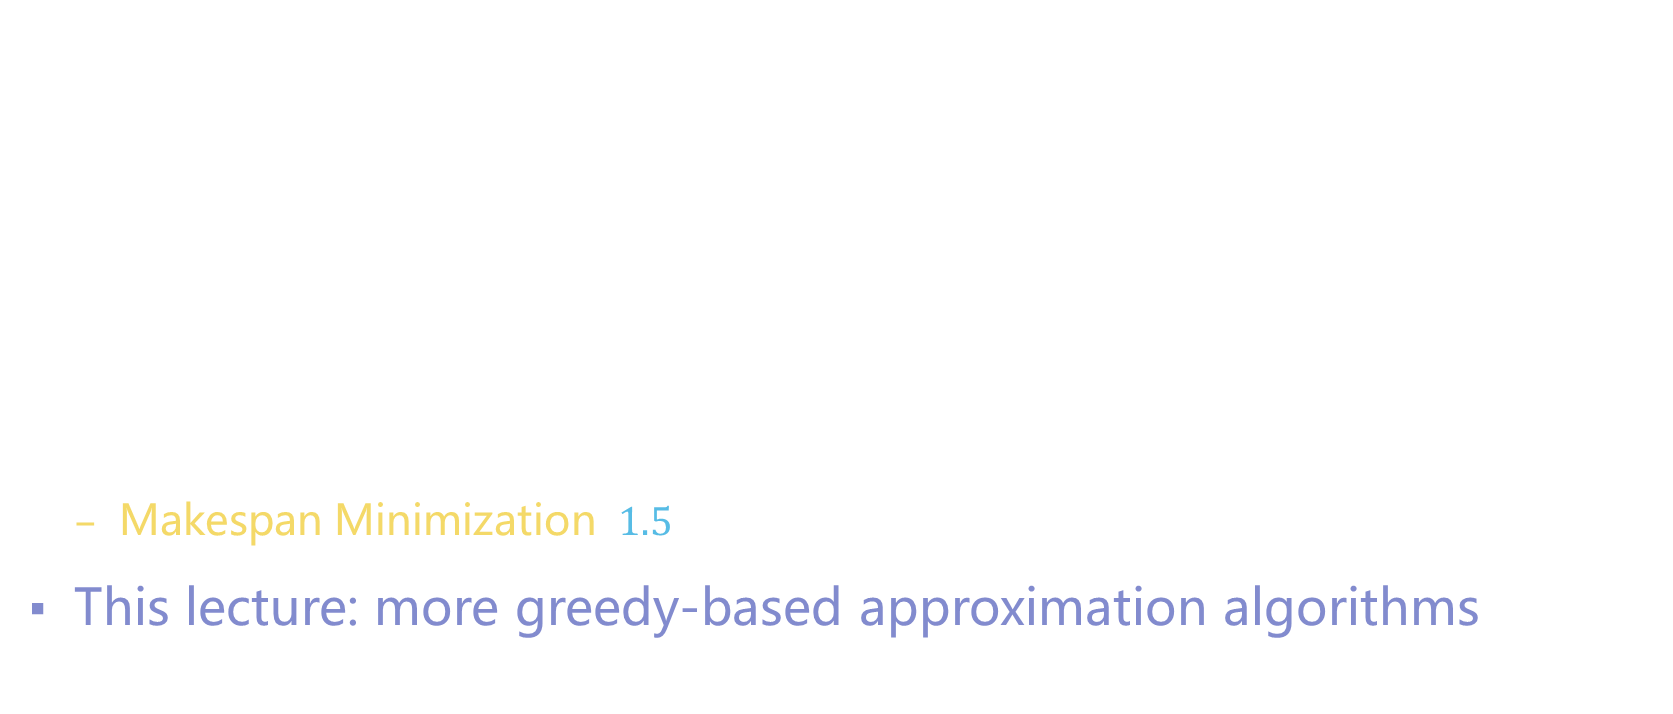 – Makespan Minimization 1.5
▪ This lecture: more greedy-based approximation algorithms